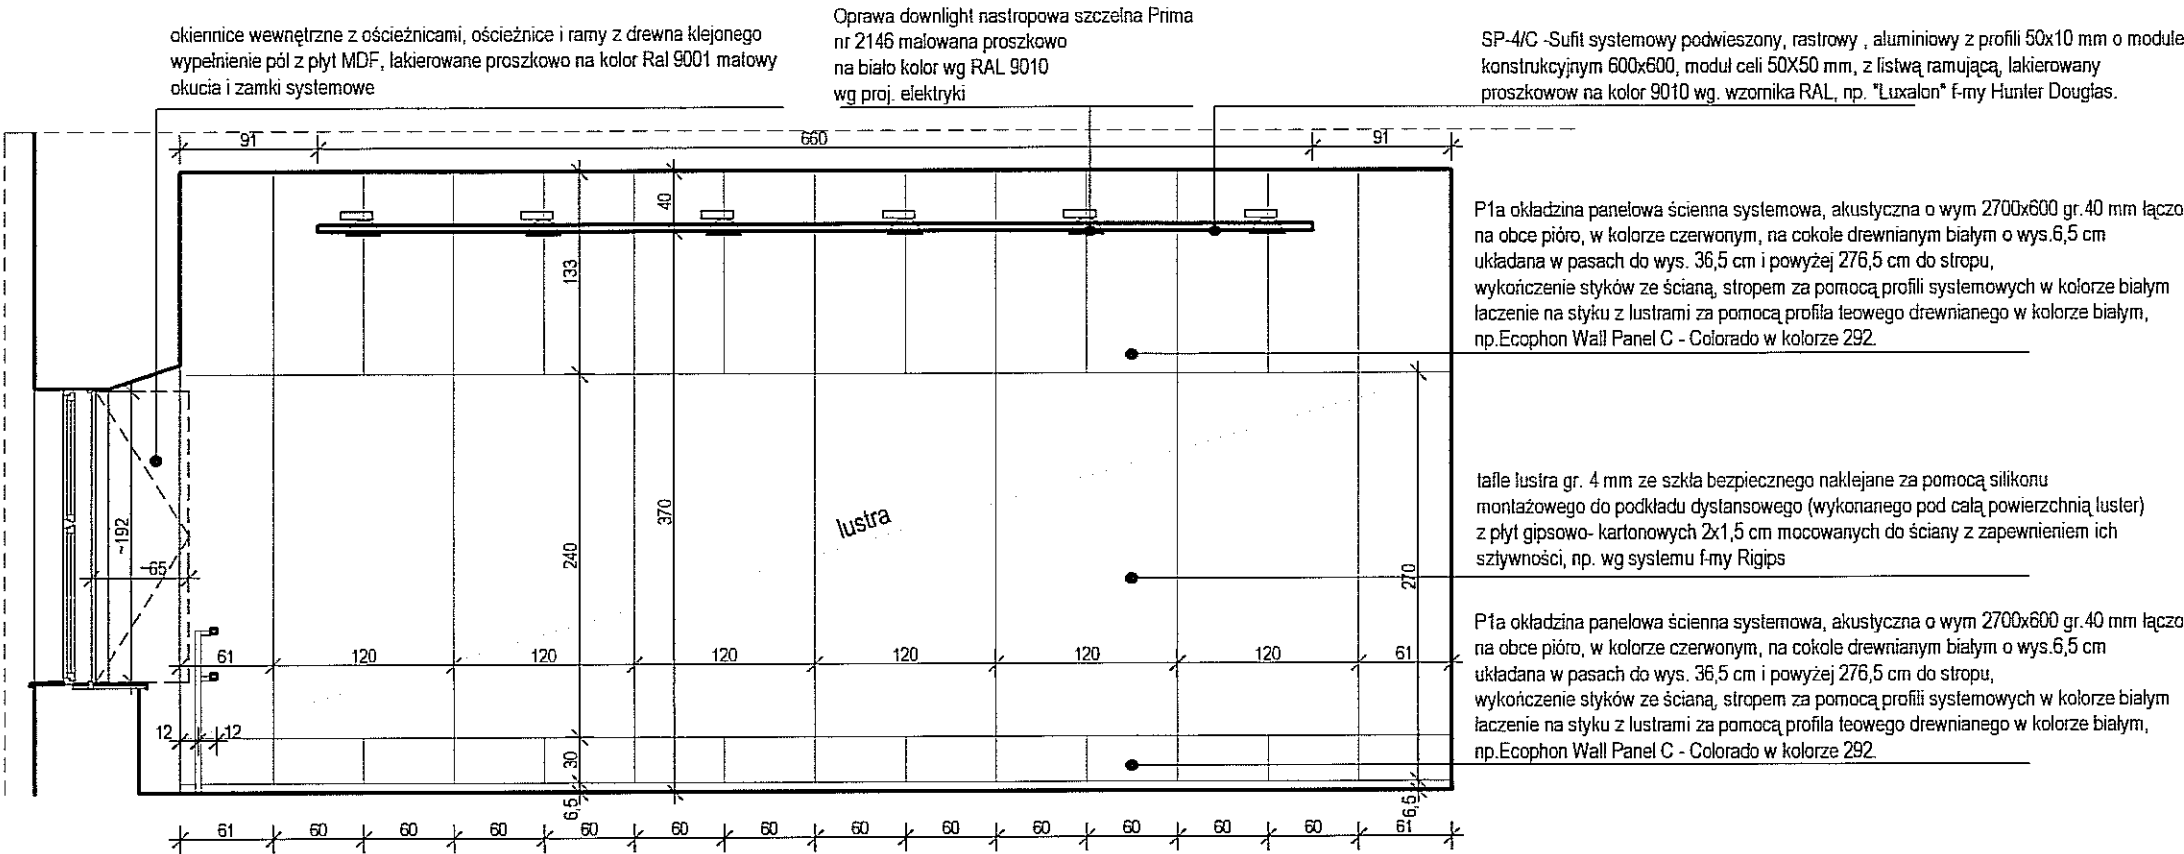 okiennice wewnętrzne z ościeżnicami, ościeżnice i ramy z drewna klejonego
wypełnienie pól z płyt MDF, lakierowane proszkowo na kolor Ral 9001 matowy
okucia i zamki systemowe
Oprawa downlight nastropowa szczelna Prima
nr 2146 malowana proszkowo
na biało kolor wg RAL 9010
wg proj. elektryki
SP-4/C -Sufit systemowy podwieszony, rastrowy , aluminiowy z profili 50x10 mm o module
konstrukcyjnym 600x600, moduł celi 50X50 mm, z listwą ramującą, lakierowany
proszkowow na kolor 9010 wg. wzornika RAL, np. "Luxalon" f-my Hunter Douglas.
91
660
91
40
P1a okładzina panelowa ścienna systemowa, akustyczna o wym 2700x600 gr.40 mm łączo
na obce pióro, w kolorze czerwonym, na cokole drewnianym białym o wys.6,5 cm
układana w pasach do wys. 36,5 cm i powyżej 276,5 cm do stropu,
wykończenie styków ze ścianą, stropem za pomocą profili systemowych w kolorze białym
łaczenie na styku z lustrami za pomocą profila teowego drewnianego w kolorze białym,
np.Ecophon Wall Panel C - Colorado w kolorze 292.
133
lustra
370
240
~192
~65
270
tafle lustra gr. 4 mm ze szkła bezpiecznego naklejane za pomocą silikonu
montażowego do podkładu dystansowego (wykonanego pod całą powierzchnią luster)
z płyt gipsowo- kartonowych 2x1,5 cm mocowanych do ściany z zapewnieniem ich
sztywności, np. wg systemu f-my Rigips
61
120
120
120
120
120
120
61
P1a okładzina panelowa ścienna systemowa, akustyczna o wym 2700x600 gr.40 mm łączo
na obce pióro, w kolorze czerwonym, na cokole drewnianym białym o wys.6,5 cm
układana w pasach do wys. 36,5 cm i powyżej 276,5 cm do stropu,
wykończenie styków ze ścianą, stropem za pomocą profili systemowych w kolorze białym
łaczenie na styku z lustrami za pomocą profila teowego drewnianego w kolorze białym,
np.Ecophon Wall Panel C - Colorado w kolorze 292.
12
12
30
6,5
6,5
61
60
60
60
60
60
60
60
60
60
60
60
60
61